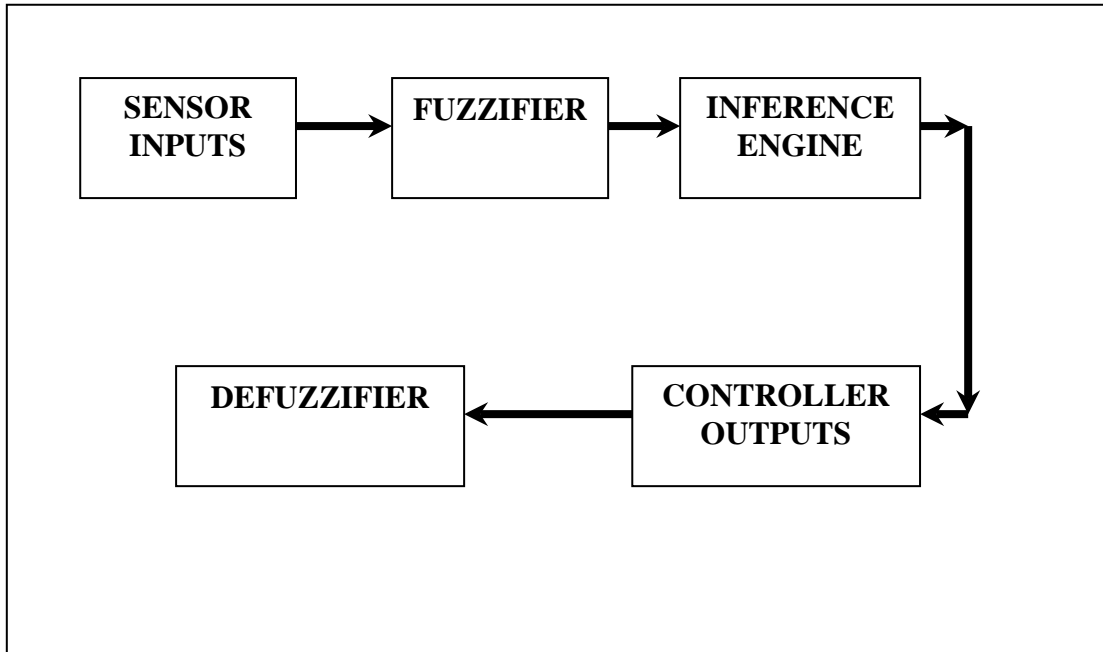 SENSOR
INPUTS
FUZZIFIER
INFERENCE
ENGINE
DEFUZZIFIER
CONTROLLER
OUTPUTS